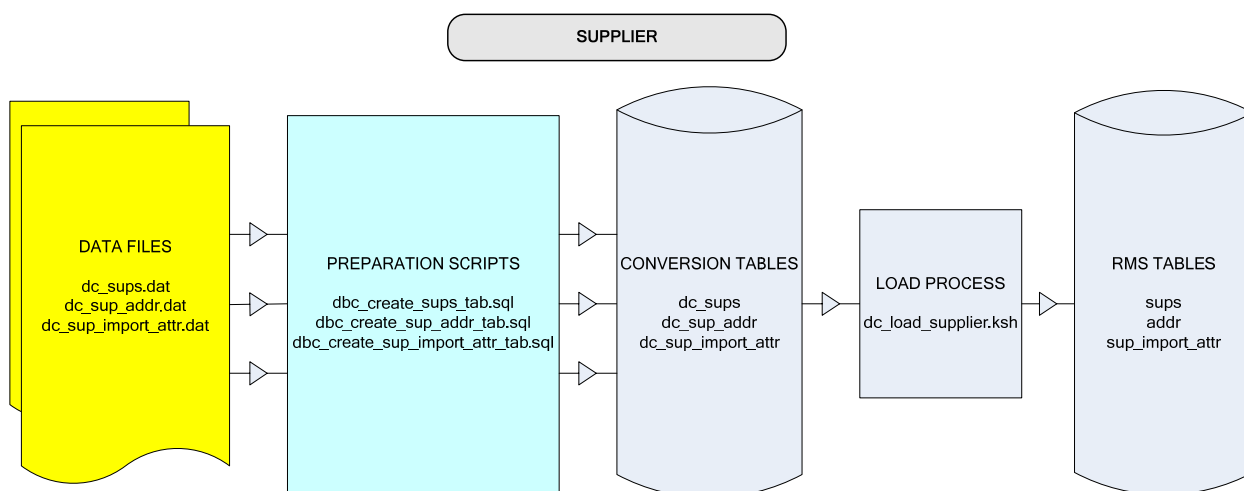 SUPPLIER
DATA FILES
dc_sups.dat
dc_sup_addr.dat
dc_sup_import_attr.dat
PREPARATION SCRIPTS
dbc_create_sups_tab.sql
dbc_create_sup_addr_tab.sql
dbc_create_sup_import_attr_tab.sql
CONVERSION TABLES
dc_sups
dc_sup_addr
dc_sup_import_attr
LOAD PROCESS
dc_load_supplier.ksh
RMS TABLES
sups
addr
sup_import_attr